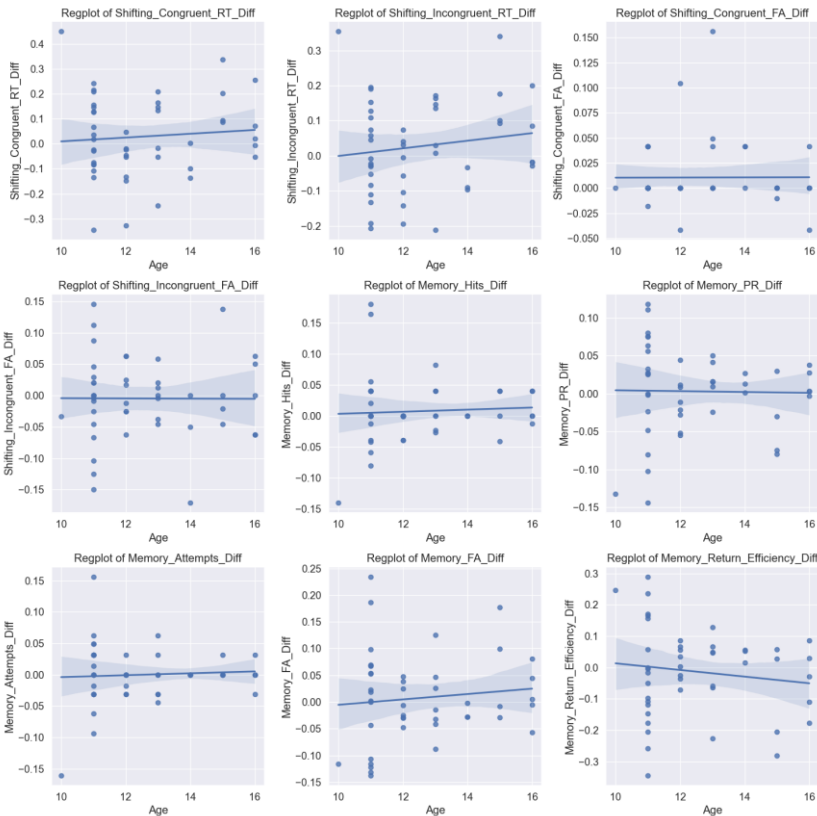 Regplot of Shifting_Congruent_RT_Diff
Shifting_Congruent_RT_Diff
0.4
0.3
0.2
0.1
0.0
−0.1
−0.2
−0.3
10 12 14 16
Age
Regplot of Shifting_Incongruent_RT_Diff
Shifting_Incongruent_RT_Diff
0.3
0.2
0.1
0.0
−0.1
−0.2
10 12 14 16
Age
Regplot of Shifting_Congruent_FA_Diff
Shifting_Congruent_FA_Diff
0.150
0.125
0.100
0.075
0.050
0.025
0.000
−0.025
−0.050
10 12 14 16
Age
Regplot of Shifting_Incongruent_FA_Diff
Shifting_Incongruent_FA_Diff
0.15
0.10
0.05
0.00
−0.05
−0.10
−0.15
10 12 14 16
Age
Regplot of Memory_Hits_Diff
Memory_Hits_Diff
0.15
0.10
0.05
0.00
−0.05
−0.10
−0.15
10 12 14 16
Age
Regplot of Memory_PR_Diff
Memory_PR_Diff
0.10
0.05
0.00
−0.05
−0.10
−0.15
10 12 14 16
Age
Regplot of Memory_Attempts_Diff
Memory_Attempts_Diff
0.15
0.10
0.05
0.00
−0.05
−0.10
−0.15
10 12 14 16
Age
Regplot of Memory_FA_Diff
Memory_FA_Diff
0.25
0.20
0.15
0.10
0.05
0.00
−0.05
−0.10
−0.15
10 12 14 16
Age
Regplot of Memory_Return_Efficiency_Diff
Memory_Return_Efficiency_Diff
0.3
0.2
0.1
0.0
−0.1
−0.2
−0.3
10 12 14 16
Age